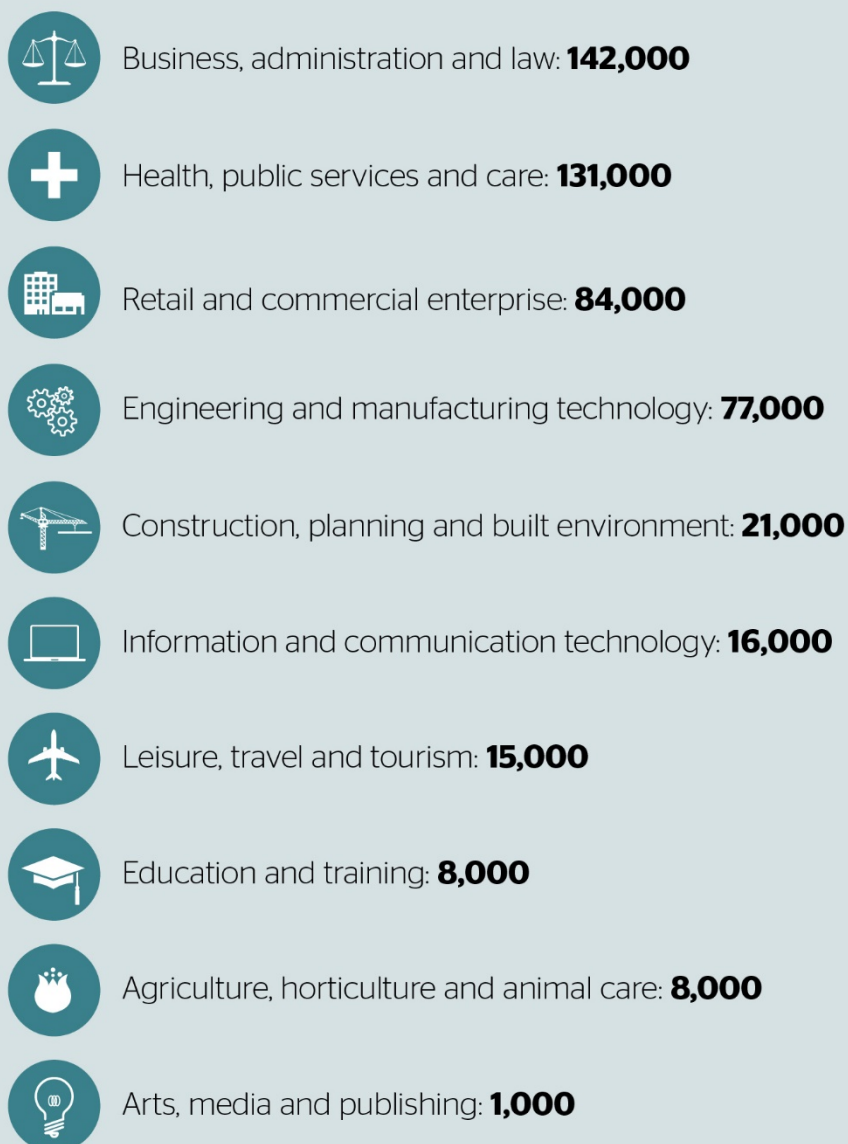 Business, administration and law: 142,000
Health, public services and care: 131,000
Retail and commercial enterprise: 84,000
Engineering and manufacturing technology: 77,000
Construction, planning and built environment: 21,000
Information and communication technology: 16,000
Leisure, travel and tourism: 15,000
Education and training: 8,000
Agriculture, horticulture and animal care: 8,000
Arts, media and publishing: 1,000